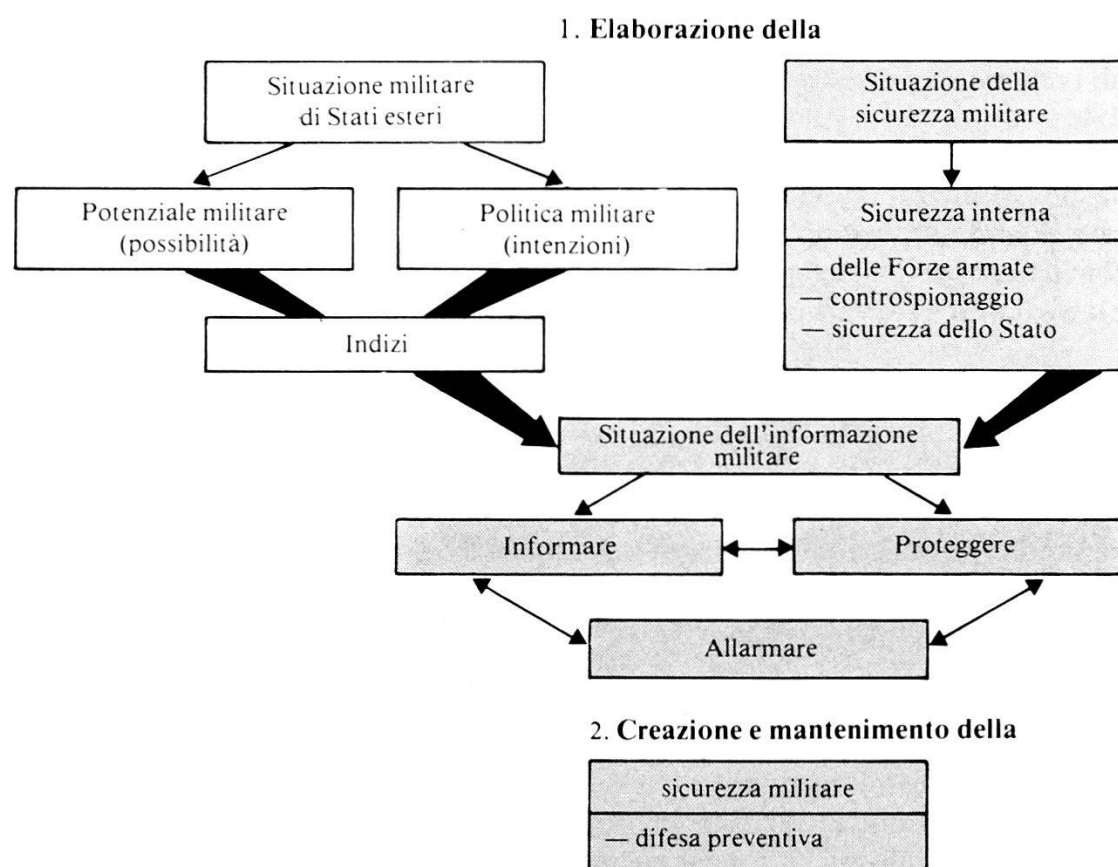 1. Elaborazione della
Situazione militare
di Stati esteri
Situazione della
sicurezza militare
Potenziale militare
(possibilità)
Politica militare
(intenzioni)
Sicurezza interna
— delle Forze armate
— controspionaggio
— sicurezza dello Stato
Indizi
Situazione dell'informazione
militare
Informare
Proteggere
Allarmare
2. Creazione e mantenimento della
sicurezza militare
— difesa preventiva